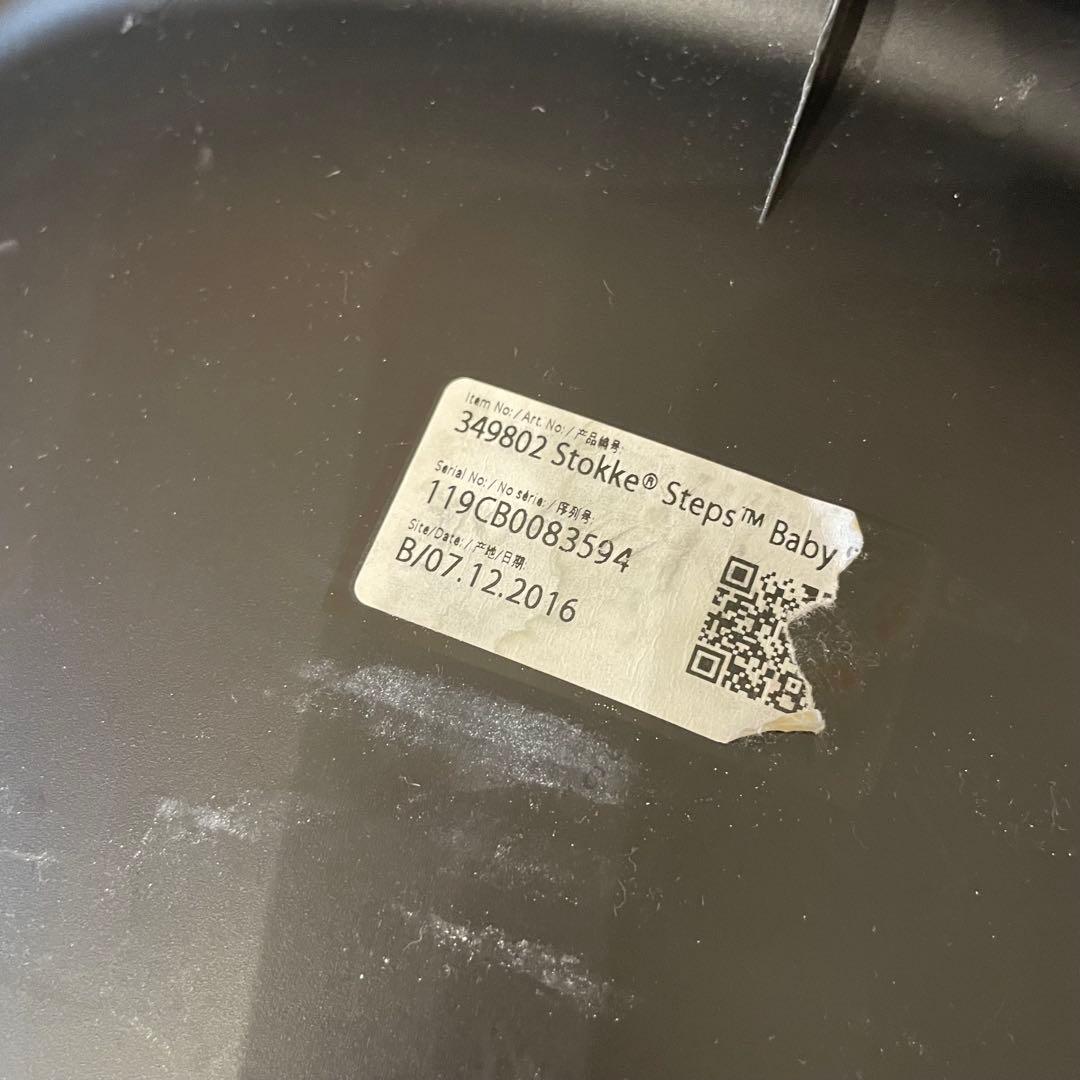 Item No:/Art. No:/产品编号:
349802 Stokke® Steps™ Baby
Serial No:/No série:/序列号:
119CB0083594
Site/Date:/产地/日期:
B/07.12.2016